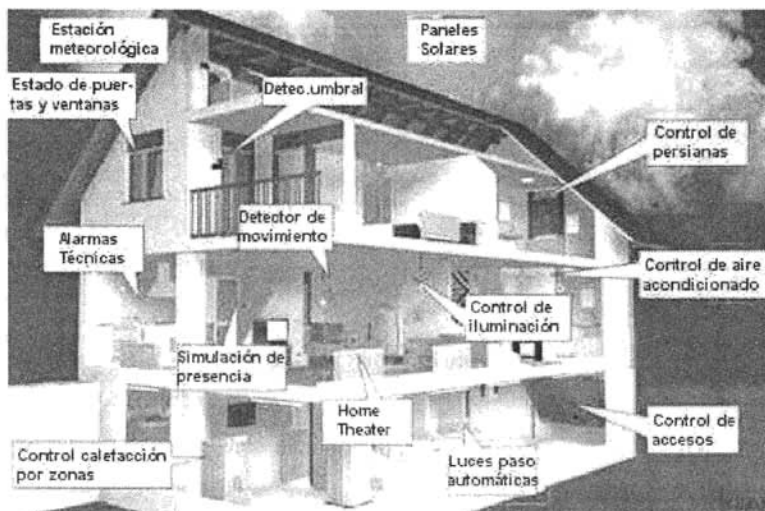 Estación
meteorológica
Paneles
Solares
Estado de puer-
tas y ventanas
Detec.umbral
Control de
persianas
Detector de
movimiento
Alarmas
Técnicas
Control de aire
acondicionado
Control de
iluminación
Simulación de
presencia
Home
Theater
Control de
accesos
Control calefacción
por zonas
Luces paso
automáticas